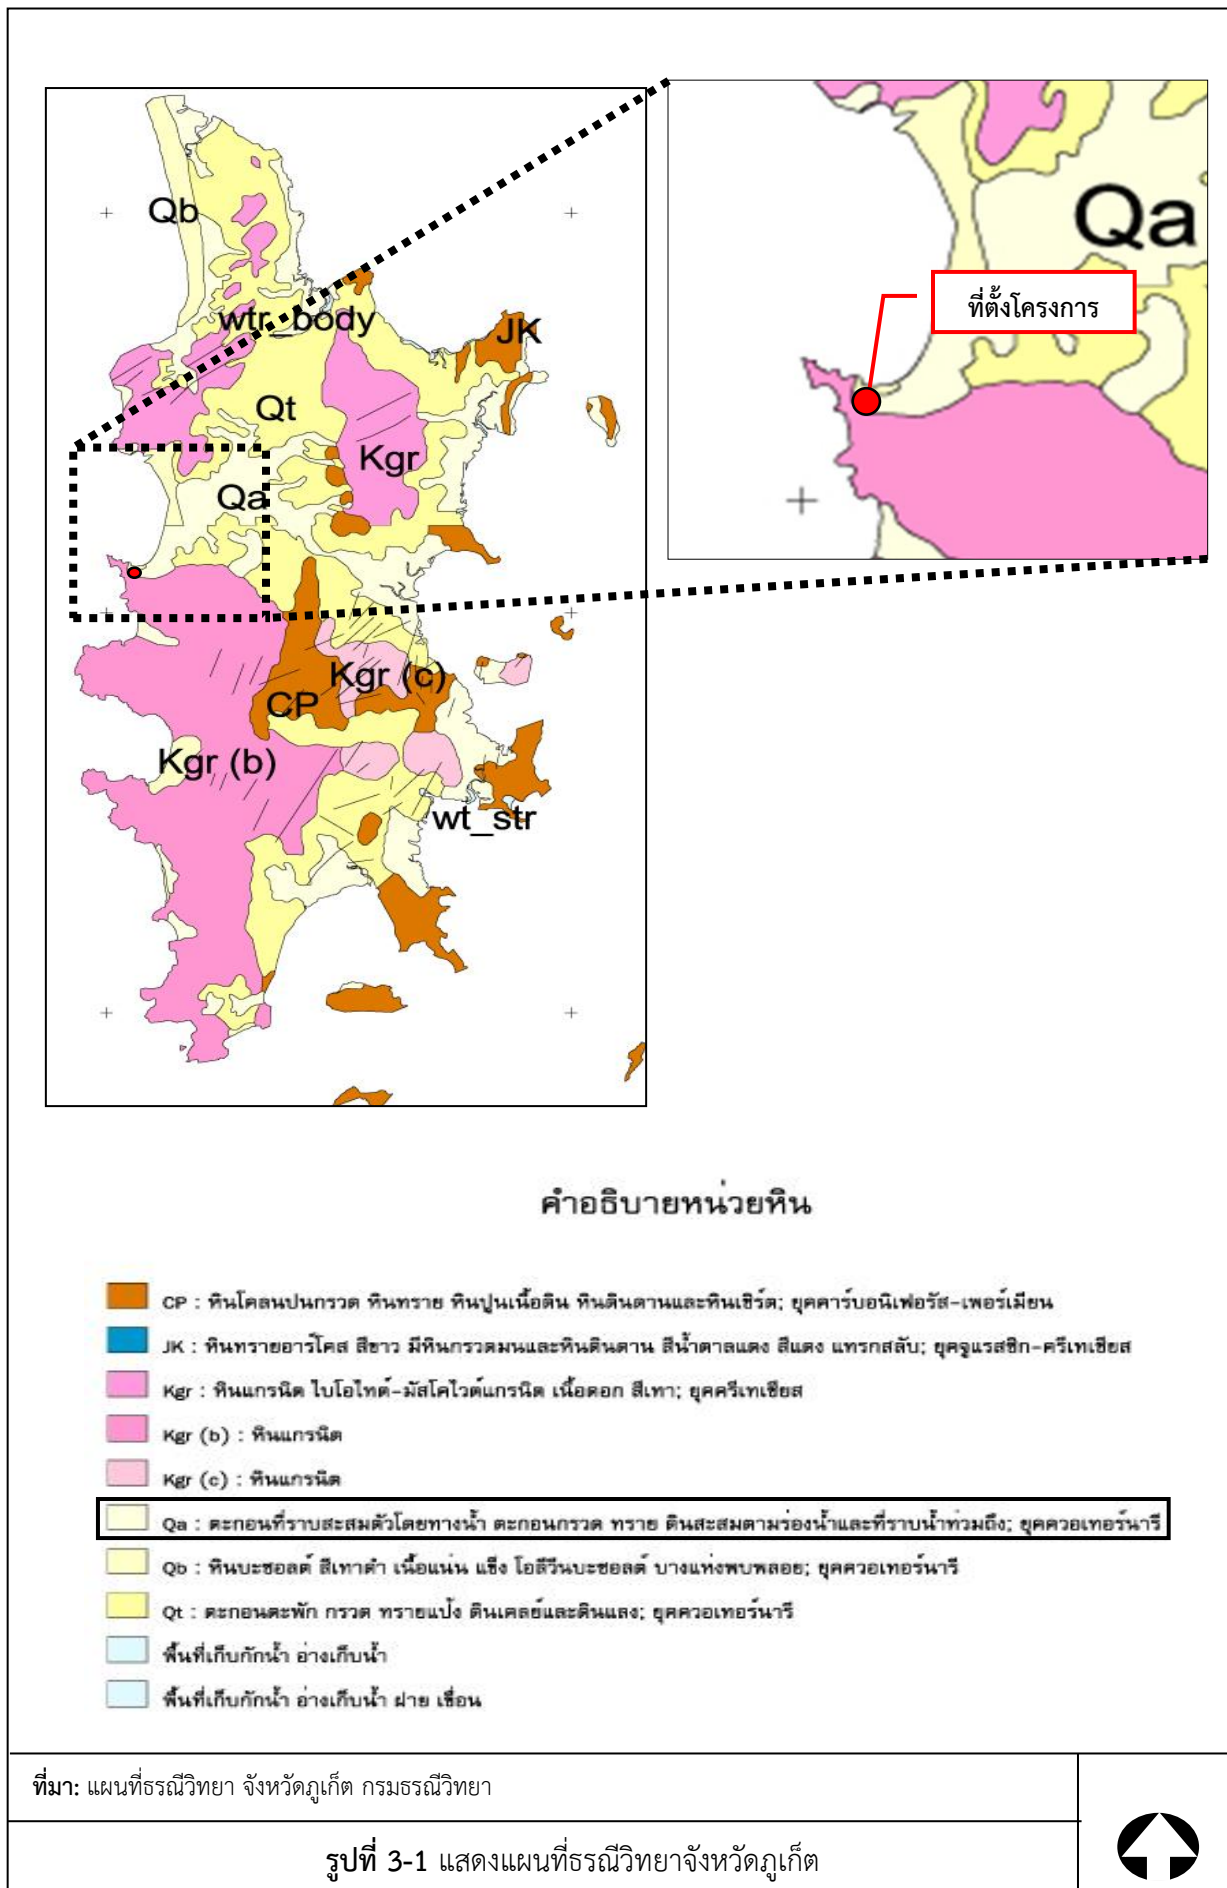 Qb
wtr_body
JK
Qt
Kgr
Qa
Kgr (c)
CP
Kgr (b)
wt_str
Qa
ที่ตั้งโครงการ
คำอธิบายหน่วยหิน
CP : หินโคลนปนกรวด หินทราย หินปูนเนื้อดิน หินดินดานและหินเชิร์ต; ยุคคาร์บอนิเฟอรัส-เพอร์เมียน
JK : หินทรายอาร์โคส สีขาว มีหินกรวดมนและหินดินดาน สีน้ำตาลแดง สีแดง แทรกสลับ; ยุคจูแรสซิก-ครีเทเชียส
Kgr : หินแกรนิต ไบโอไทต์-มัสโคไวต์แกรนิต เนื้อดอก สีเทา; ยุคครีเทเชียส
Kgr (b) : หินแกรนิต
Kgr (c) : หินแกรนิต
Qa : ตะกอนที่ราบสะสมตัวโดยทางน้ำ ตะกอนกรวด ทราย ดินสะสมตามร่องน้ำและที่ราบน้ำท่วมถึง; ยุคควอเทอร์นารี
Qb : หินบะซอลต์ สีเทาดำ เนื้อแน่น แข็ง โอลิวีนบะซอลต์ บางแห่งพบพลอย; ยุคควอเทอร์นารี
Qt : ตะกอนตะพัก กรวด ทรายแป้ง ดินเคลย์และดินแลง; ยุคควอเทอร์นารี
พื้นที่เก็บกักน้ำ อ่างเก็บน้ำ
พื้นที่เก็บกักน้ำ อ่างเก็บน้ำ ฝาย เขื่อน
ที่มา: แผนที่ธรณีวิทยา จังหวัดภูเก็ต กรมธรณีวิทยา
รูปที่ 3-1 แสดงแผนที่ธรณีวิทยาจังหวัดภูเก็ต